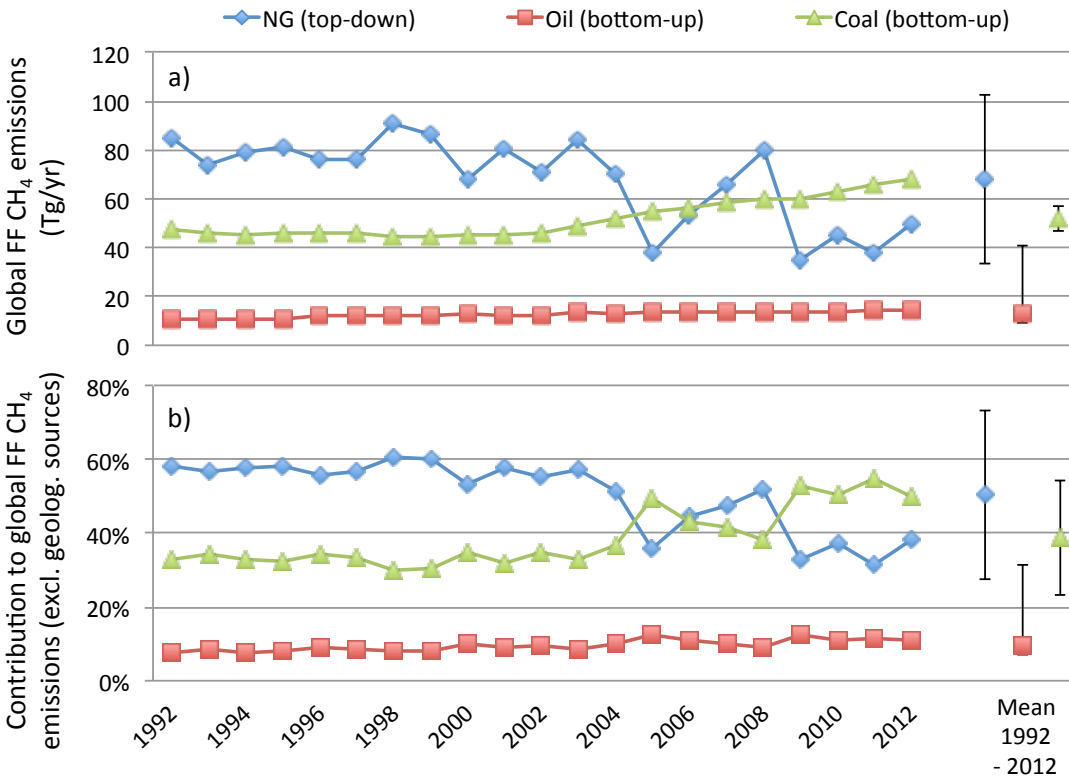 NG (top-down) Oil (bottom-up) Coal (bottom-up)
Global FF CH4 emissions
(Tg/yr)
120
100
80
60
40
20
0
a)
Contribution to global FF CH4
emissions (excl. geolog. sources)
80%
60%
40%
20%
0%
b)
1992 1994 1996 1998 2000 2002 2004 2006 2008 2010 2012
Mean
1992
- 2012